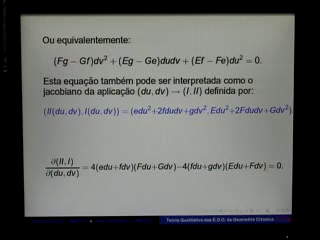 Ou equivalentemente:
(Fg − Gf)dv² + (Eg − Ge)dudv + (Ef − Fe)du² = 0.
Esta equação também pode ser interpretada como o
jacobiano da aplicação (du, dv) → (I, II) definida por:
(II(du, dv), I(du, dv)) = (edu²+2fdudv+gdv², Edu²+2Fdudv+Gdv²).
∂(II, I)/∂(du, dv) = 4(edu+fdv)(Fdu+Gdv)−4(fdu+gdv)(Edu+Fdv) = 0.
Teoria Qualitativa das E.D.O. da Geometria Clássica